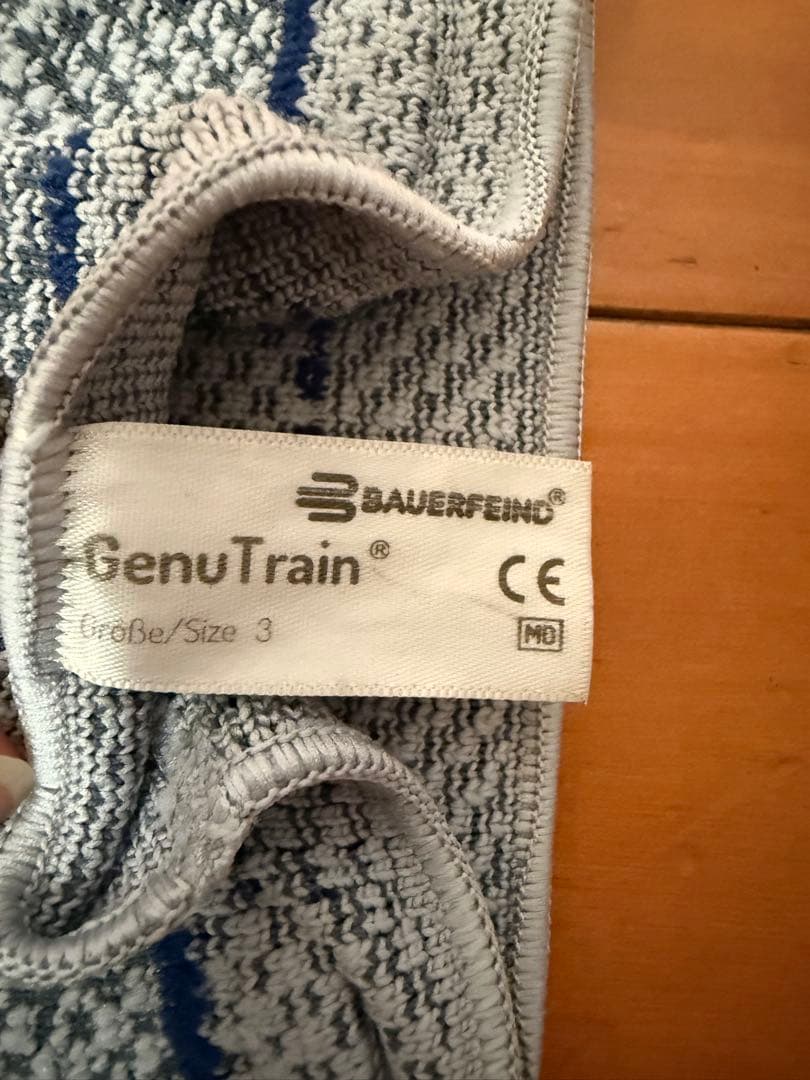 BAUERFEIND®
GenuTrain®
CE
Größe/Size 3
MD